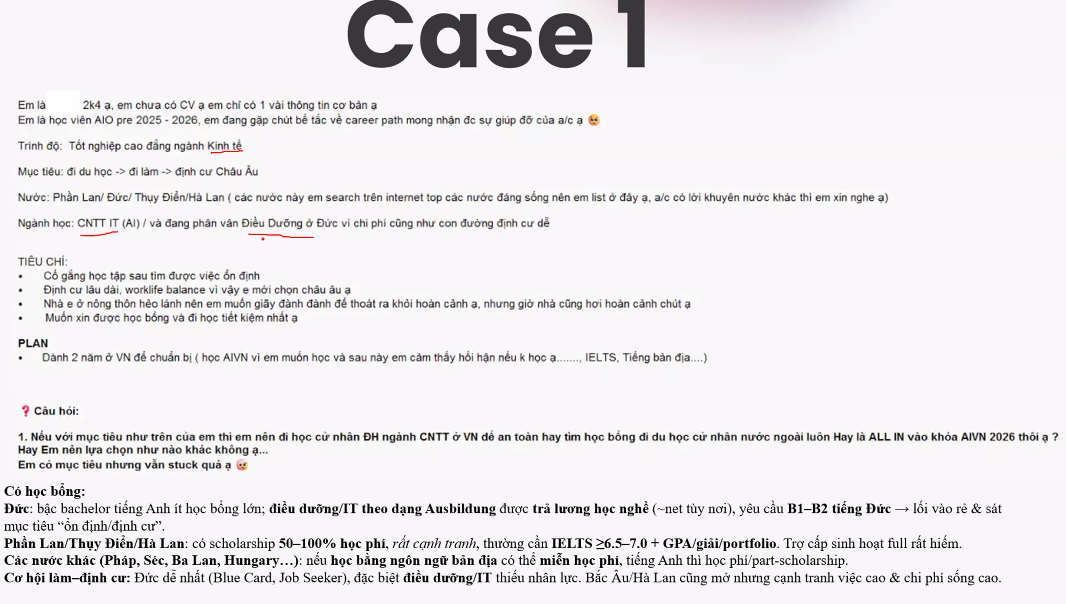 Case 1
Em là 2k4 ạ, em chưa có CV ạ em chỉ có 1 vài thông tin cơ bản ạ
Em là học viên AIO pre 2025 - 2026, em đang gặp chút bế tắc về career path mong nhận đc sự giúp đỡ của a/c ạ 🥺
Trình độ: Tốt nghiệp cao đẳng ngành Kinh tế
Mục tiêu: đi du học -> đi làm -> định cư Châu Âu
Nước: Phần Lan/ Đức/ Thụy Điển/Hà Lan ( các nước này em search trên internet top các nước đáng sống nên em list ở đây ạ, a/c có lời khuyên nước khác thì em xin nghe ạ)
Ngành học: CNTT IT (AI) / và đang phân vân Điều Dưỡng ở Đức vì chi phí cũng như con đường định cư dễ
TIÊU CHÍ:
• Cố gắng học tập sau tìm được việc ổn định
• Định cư lâu dài, worklife balance vì vậy e mới chọn châu âu ạ
• Nhà e ở nông thôn hẻo lánh nên em muốn giãy đành đành để thoát ra khỏi hoàn cảnh ạ, nhưng giờ nhà cũng hơi hoàn cảnh chút ạ
• Muốn xin được học bổng và đi học tiết kiệm nhất ạ
PLAN
• Dành 2 năm ở VN để chuẩn bị ( học AIVN vì em muốn học và sau này em cảm thấy hối hận nếu k học ạ......., IELTS, Tiếng bản địa....)
❓ Câu hỏi:
1. Nếu với mục tiêu như trên của em thì em nên đi học cử nhân ĐH ngành CNTT ở VN để an toàn hay tìm học bổng đi du học cử nhân nước ngoài luôn Hay là ALL IN vào khóa AIVN 2026 thôi ạ ?
Hay Em nên lựa chọn như nào khác không ạ...
Em có mục tiêu nhưng vẫn stuck quá ạ 🥺
Có học bổng:
Đức: bậc bachelor tiếng Anh ít học bổng lớn; điều dưỡng/IT theo dạng Ausbildung được trả lương học nghề (~net tùy nơi), yêu cầu B1–B2 tiếng Đức → lối vào rẻ & sát
mục tiêu “ổn định/định cư”.
Phần Lan/Thụy Điển/Hà Lan: có scholarship 50–100% học phí, rất cạnh tranh, thường cần IELTS ≥6.5–7.0 + GPA/giải/portfolio. Trợ cấp sinh hoạt full rất hiếm.
Các nước khác (Pháp, Séc, Ba Lan, Hungary…): nếu học bằng ngôn ngữ bản địa có thể miễn học phí, tiếng Anh thì học phí/part-scholarship.
Cơ hội làm–định cư: Đức dễ nhất (Blue Card, Job Seeker), đặc biệt điều dưỡng/IT thiếu nhân lực. Bắc Âu/Hà Lan cũng mở nhưng cạnh tranh việc cao & chi phí sống cao.